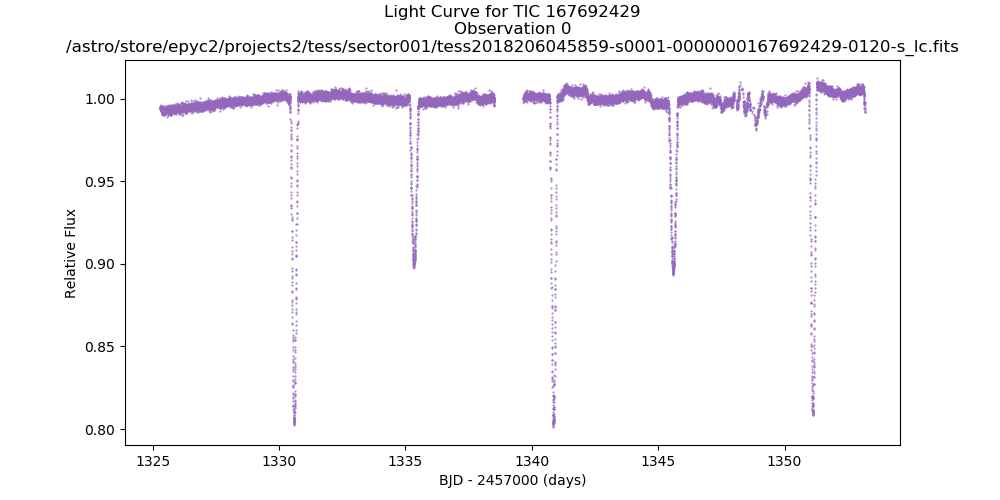 Light Curve for TIC 167692429
Observation 0
/astro/store/epyc2/projects2/tess/sector001/tess2018206045859-s0001-0000000167692429-0120-s_lc.fits
Relative Flux
1.00
0.95
0.90
0.85
0.80
1325 1330 1335 1340 1345 1350
BJD - 2457000 (days)